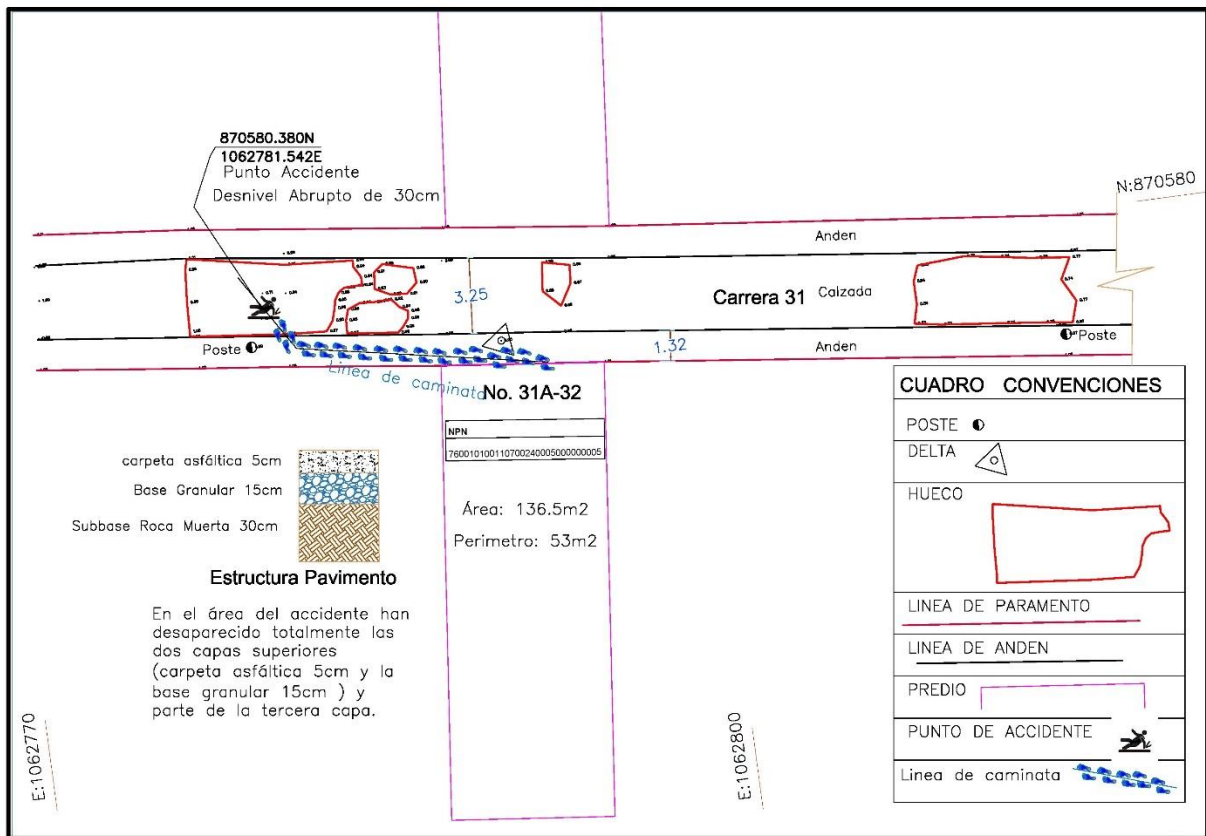 870580.380N
1062781.542E
Punto Accidente
Desnivel Abrupto de 30cm
N:870580
Anden
3.25
Carrera 31 Calzada
Poste
1.32
Anden
Poste
Linea de caminata
No. 31A-32
NPN
760010100110700240005000000005
Área: 136.5m2
Perimetro: 53m2
carpeta asfáltica 5cm
Base Granular 15cm
Subbase Roca Muerta 30cm
Estructura Pavimento
En el área del accidente han
desaparecido totalmente las
dos capas superiores
(carpeta asfáltica 5cm y la
base granular 15cm ) y
parte de la tercera capa.
E:1062770
E:1062800
CUADRO CONVENCIONES
POSTE
DELTA
HUECO
LINEA DE PARAMENTO
LINEA DE ANDEN
PREDIO
PUNTO DE ACCIDENTE
Linea de caminata